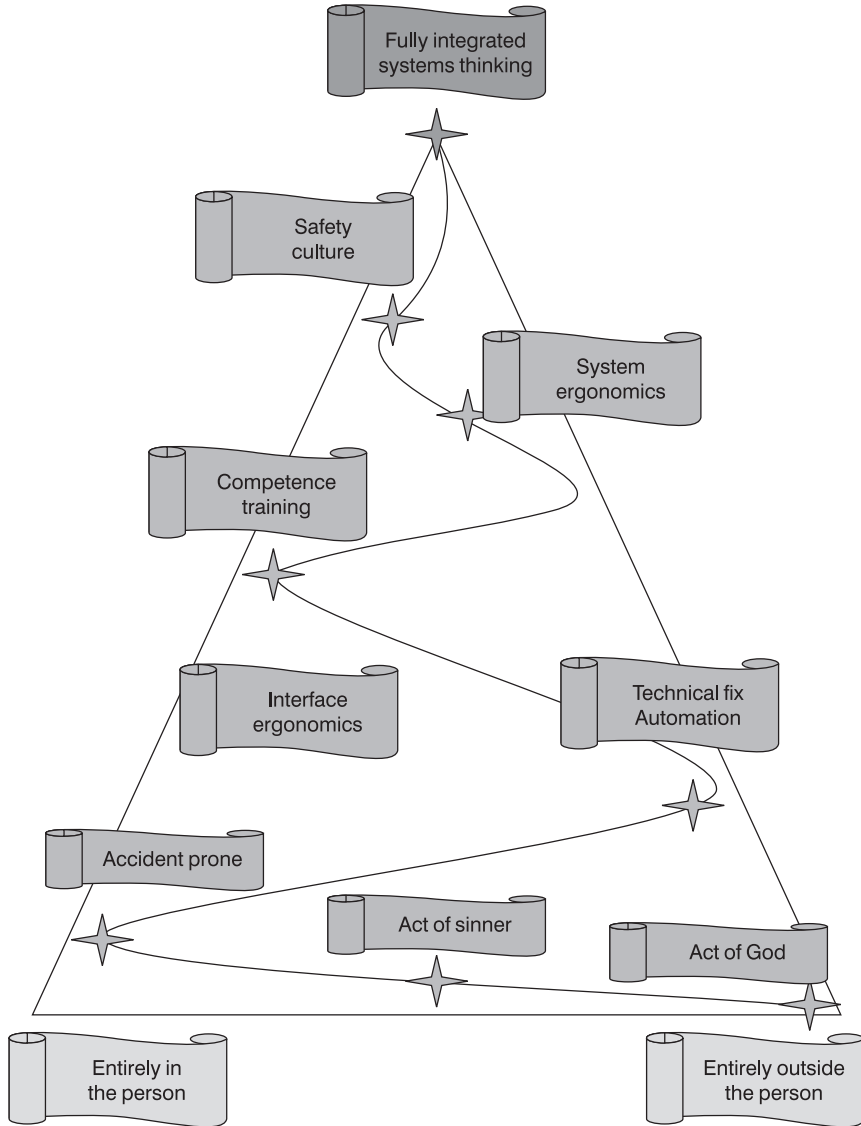 Fully integrated
systems thinking
Safety
culture
System
ergonomics
Competence
training
Interface
ergonomics
Technical fix
Automation
Accident prone
Act of sinner
Act of God
Entirely in
the person
Entirely outside
the person